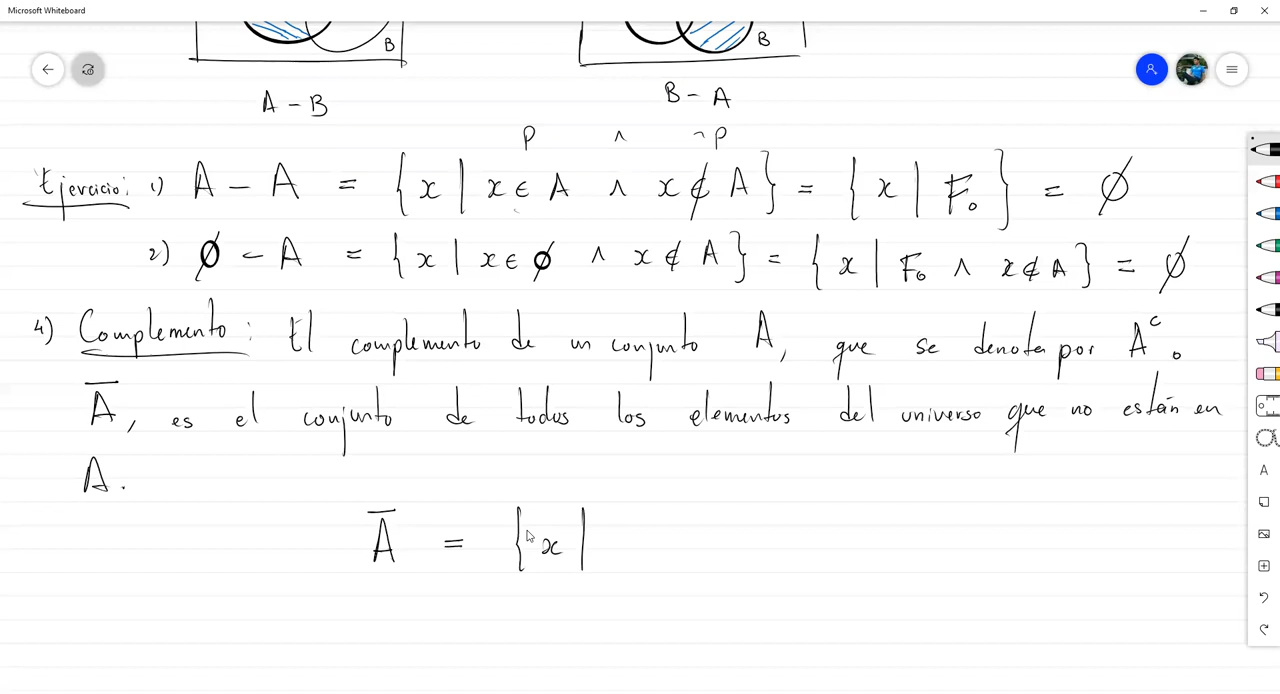 Microsoft Whiteboard
B
B
A - B
B - A
p ∧ ¬p
Ejercicio: 1) A - A = { x | x ∈ A ∧ x ∉ A } = { x | F₀ } = ∅
2) ∅ - A = { x | x ∈ ∅ ∧ x ∉ A } = { x | F₀ ∧ x ∉ A } = ∅
4) Complemento: El complemento de un conjunto A, que se denota por Aᶜ o
A̅, es el conjunto de todos los elementos del universo que no están en
A.
A̅ = { x |
A